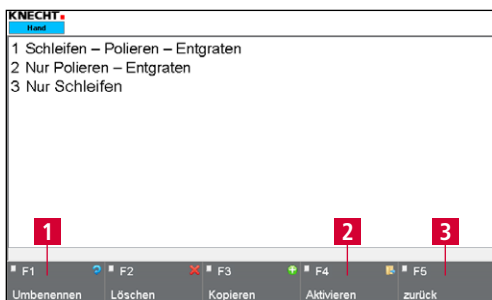 KNECHT
Hand
1 Schleifen – Polieren – Entgraten
2 Nur Polieren – Entgraten
3 Nur Schleifen
1 2 3
F1 F2 F3 F4 F5
Umbenennen Löschen Kopieren Aktivieren zurück